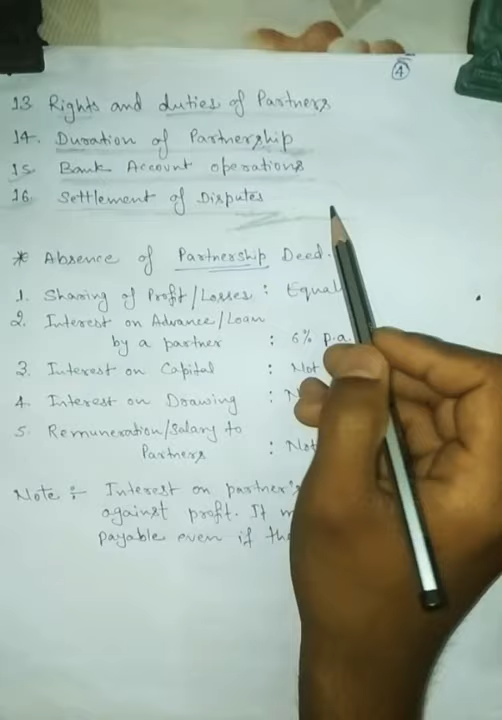 ④
13. Rights and duties of Partners
14. Duration of Partnership
15. Bank Account operations
16. Settlement of Disputes
* Absence of Partnership Deed.
1. Sharing of Profit/Losses : Equal
2. Interest on Advance/Loan
by a partner : 6% p.a
3. Interest on Capital : Not
4. Interest on Drawing :
5. Remuneration/Salary to
Partners : Not
Note :- Interest on partner's
against profit. It
payable even if